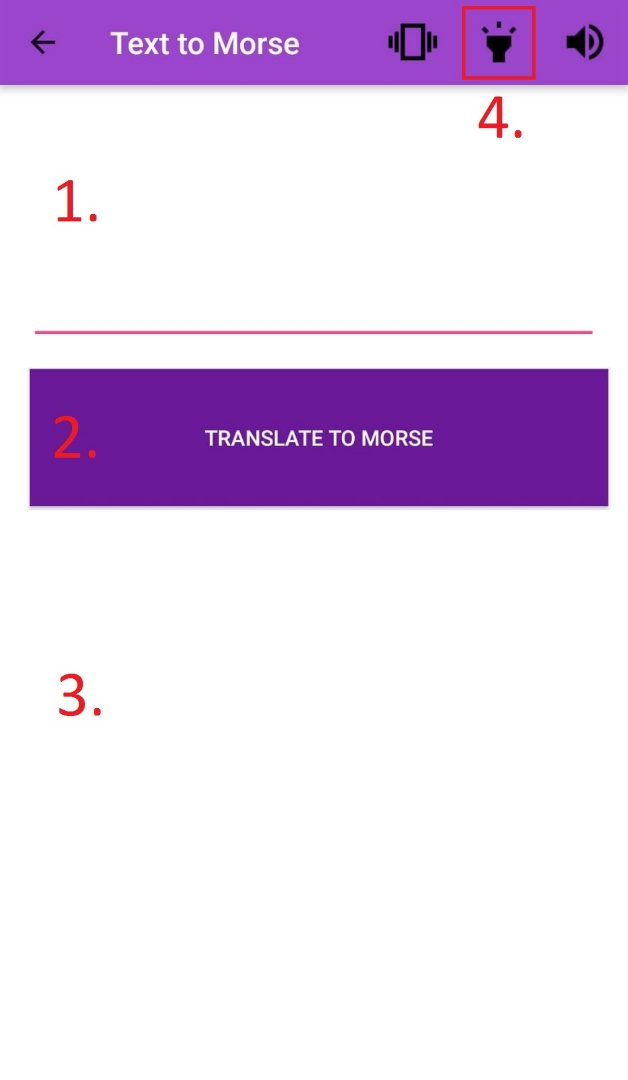 Text to Morse
4.
1.
2. TRANSLATE TO MORSE
3.